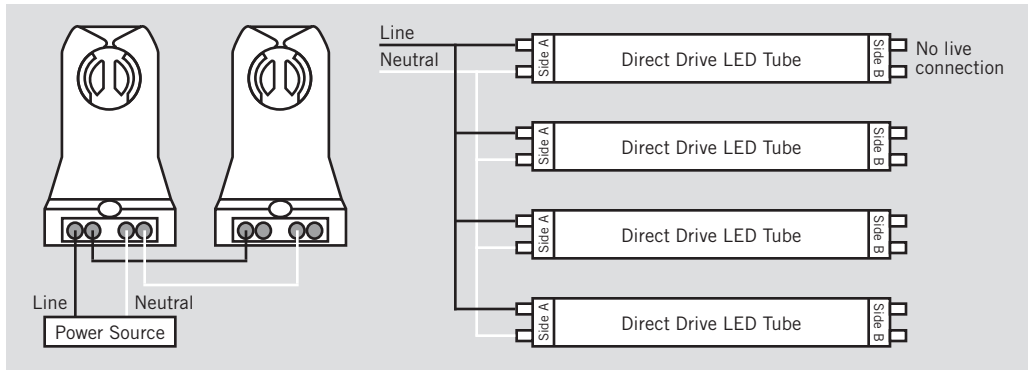 Line
Neutral
Power Source
Line
Neutral
Side A
Direct Drive LED Tube
Side B
No live
connection
Side A
Direct Drive LED Tube
Side B
Side A
Direct Drive LED Tube
Side B
Side A
Direct Drive LED Tube
Side B